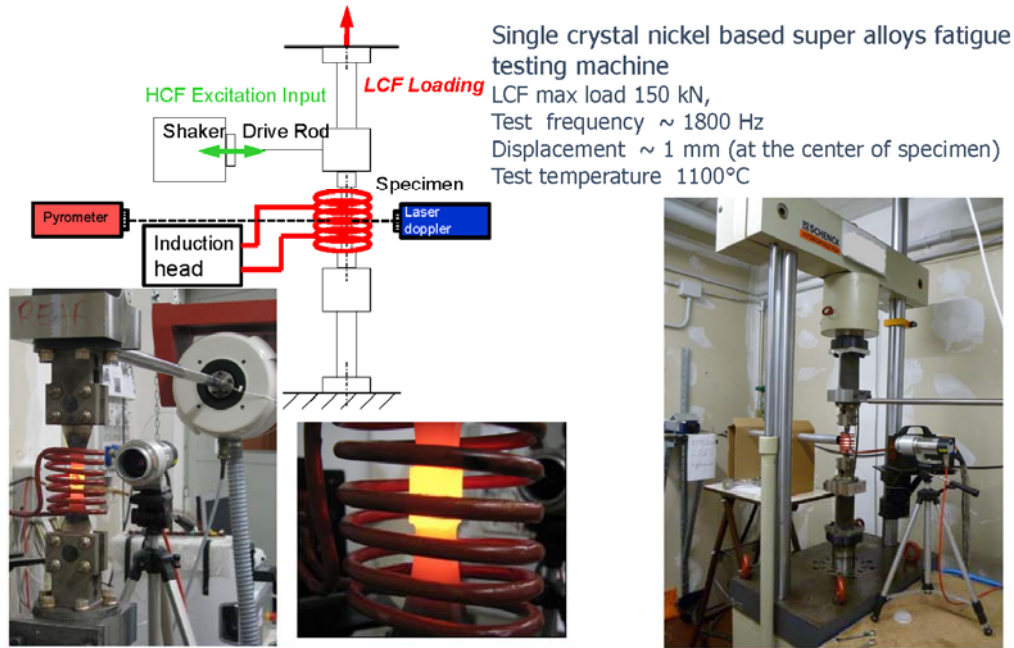 Single crystal nickel based super alloys fatigue
testing machine
LCF max load 150 kN,
Test frequency ~ 1800 Hz
Displacement ~ 1 mm (at the center of specimen)
Test temperature 1100°C
LCF Loading
HCF Excitation Input
Shaker
Drive Rod
Specimen
Pyrometer
Laser
doppler
Induction
head
REAR
SCHENCK